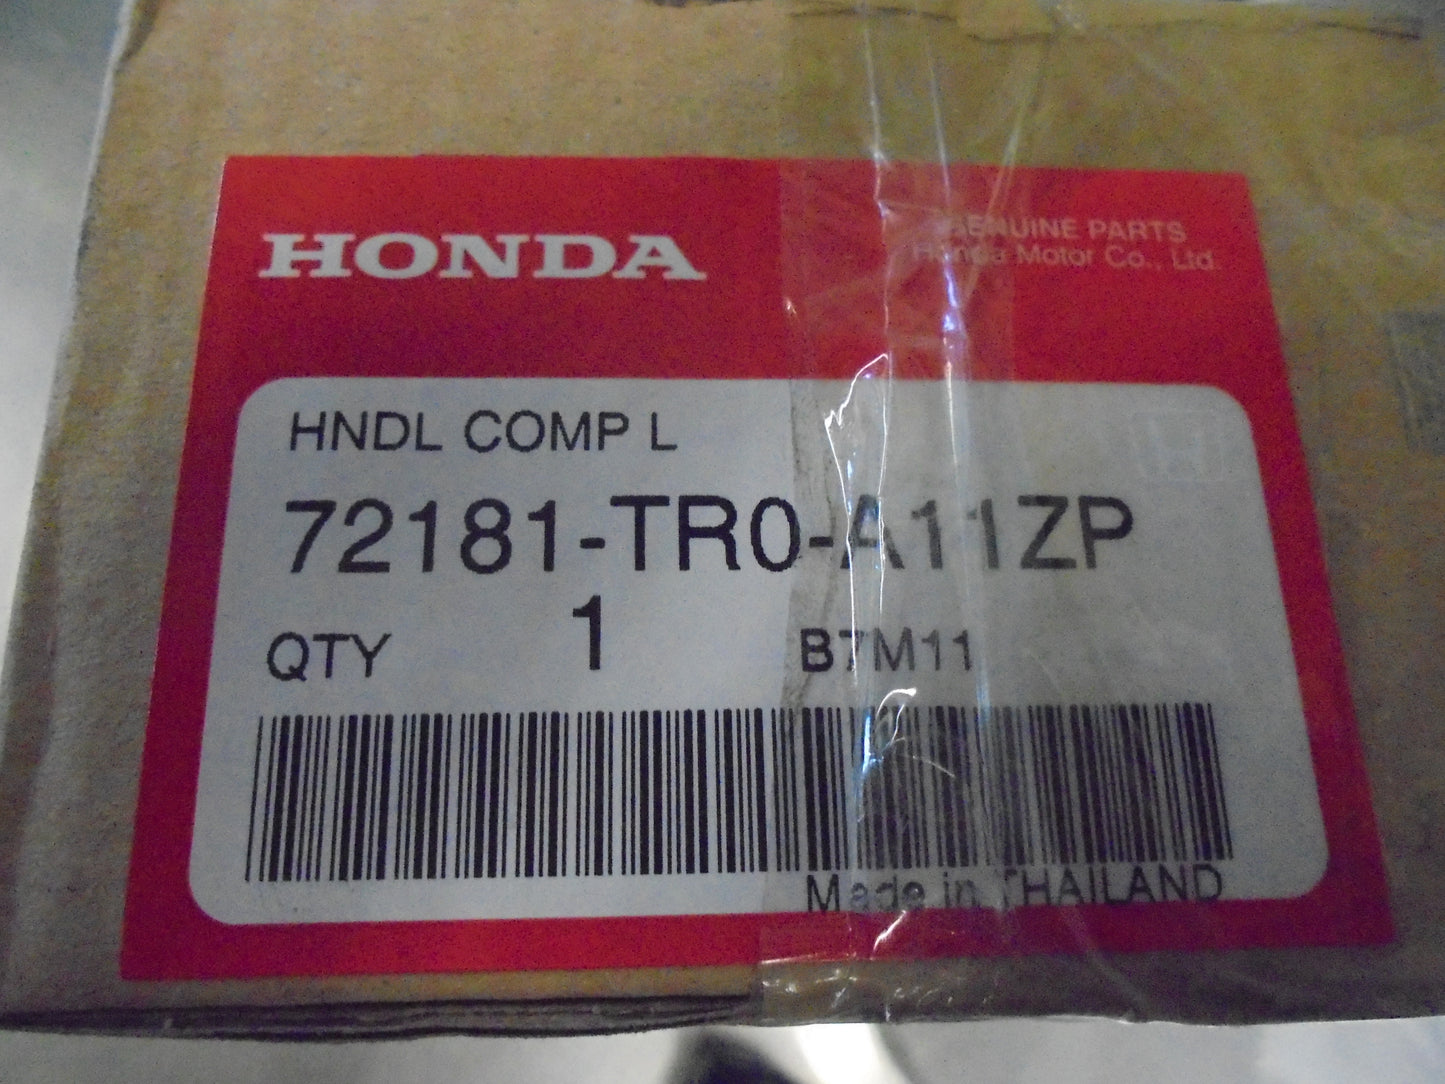 HONDA
GENUINE PARTS
Honda Motor Co., Ltd.
HNDL COMP L
72181-TR0-A11ZP
QTY 1 B7M11
Made in THAILAND